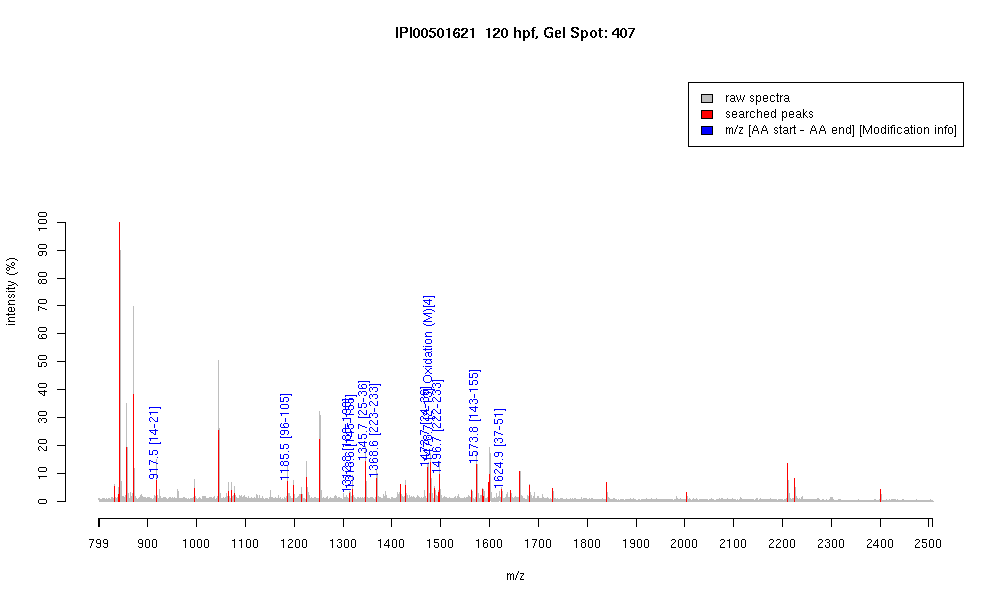 IPI00501621 120 hpf, Gel Spot: 407
raw spectra
searched peaks
m/z [AA start - AA end] [Modification info]
intensity (%)
100
90
80
70
60
50
40
30
20
10
0
917.5 [14-21]
1185.5 [96-105]
1345.7 [25-36]
1368.6 [223-233]
Oxidation (M)[4]
1496.7 [222-233]
1573.8 [143-155]
1624.9 [37-51]
799 900 1000 1100 1200 1300 1400 1500 1600 1700 1800 1900 2000 2100 2200 2300 2400 2500
m/z